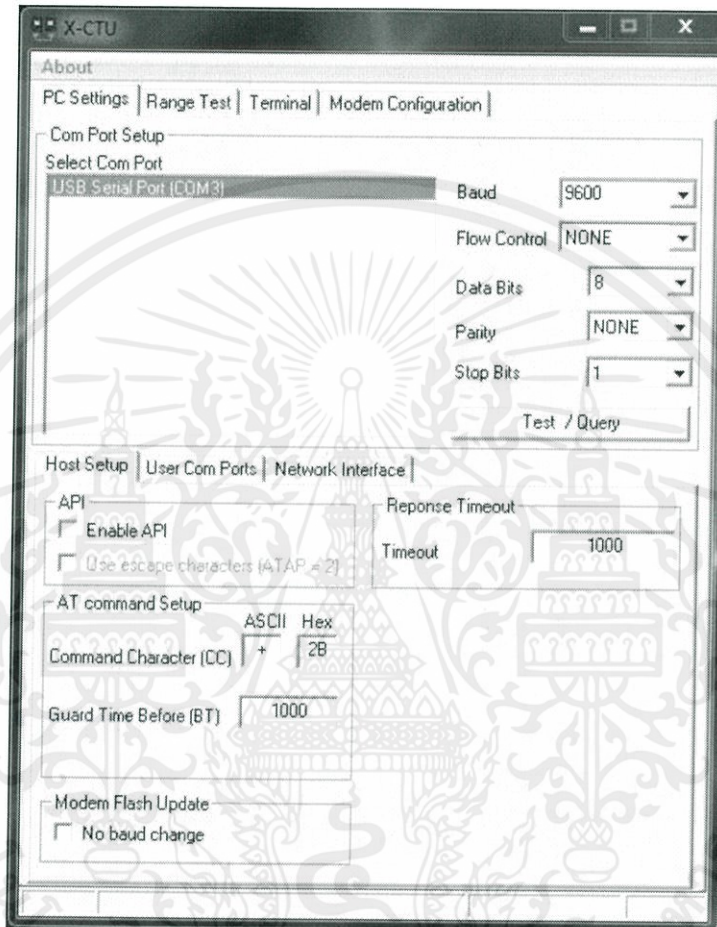 X-CTU
About
PC Settings Range Test Terminal Modem Configuration
Com Port Setup
Select Com Port
USB Serial Port (COM3)
Baud 9600
Flow Control NONE
Data Bits 8
Parity NONE
Stop Bits 1
Test / Query
Host Setup User Com Ports Network Interface
API
Enable API
Use escape characters (ATAP = 2)
Reponse Timeout
Timeout 1000
AT command Setup
ASCII Hex
Command Character (CC) + 2B
Guard Time Before (BT) 1000
Modem Flash Update
No baud change